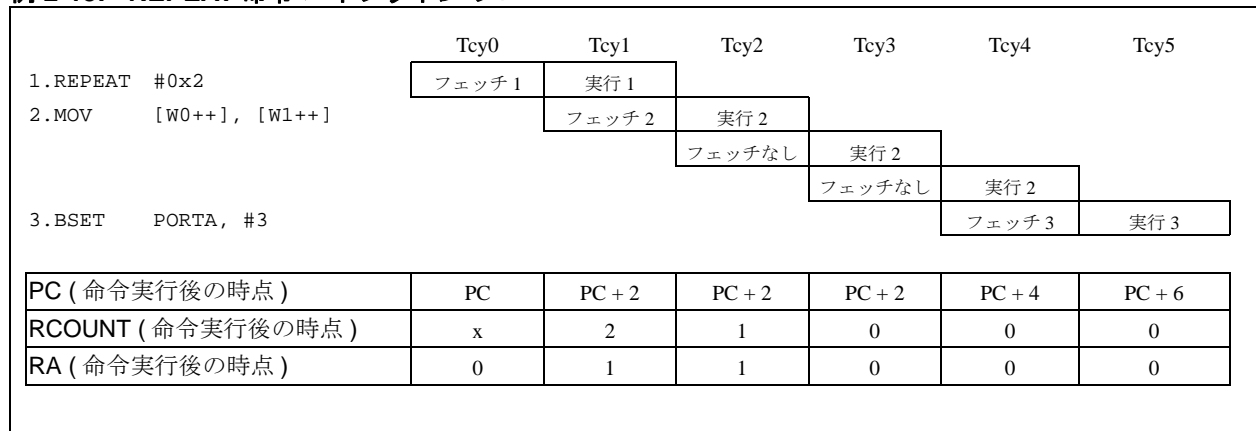 Tcy0 Tcy1 Tcy2 Tcy3 Tcy4 Tcy5
1.REPEAT #0x2 フェッチ 1 実行 1
2.MOV [W0++], [W1++] フェッチ 2 実行 2
フェッチなし 実行 2
フェッチなし 実行 2
3.BSET PORTA, #3 フェッチ 3 実行 3
PC ( 命令実行後の時点 ) PC PC + 2 PC + 2 PC + 2 PC + 4 PC + 6
RCOUNT ( 命令実行後の時点 ) x 2 1 0 0 0
RA ( 命令実行後の時点 ) 0 1 1 0 0 0